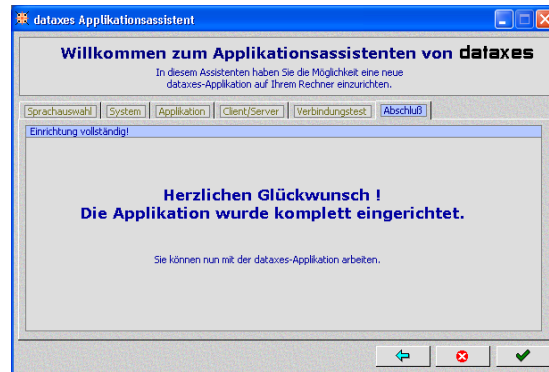 dataxes Applikationsassistent
Willkommen zum Applikationsassistenten von dataxes
In diesem Assistenten haben Sie die Möglichkeit eine neue
dataxes-Applikation auf Ihrem Rechner einzurichten.
Sprachauswahl System Applikation Client/Server Verbindungstest Abschluß
Einrichtung vollständig!
Herzlichen Glückwunsch !
Die Applikation wurde komplett eingerichtet.
Sie können nun mit der dataxes-Applikation arbeiten.